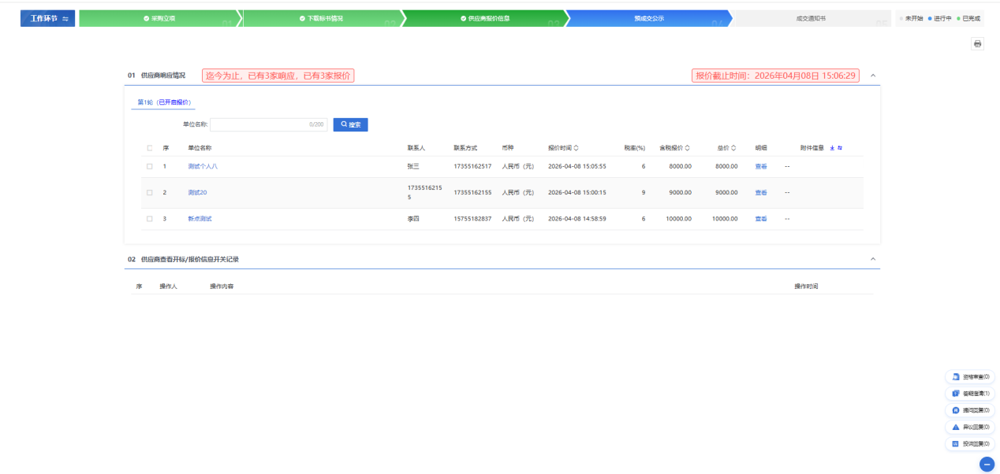 工作环节
采购立项 01
下载标书情况 02
供应商报价信息 03
预成交公示 04
成交通知书 05
未开始 进行中 已完成
01 供应商响应情况 迄今为止，已有3家响应，已有3家报价 报价截止时间：2026年04月08日 15:06:29
第1轮（已开启报价）
单位名称: 0/200 搜索
序 单位名称 联系人 联系方式 币种 报价时间 税率(%) 含税报价 总价 明细 附件信息
1 测试个人八 张三 17355162517 人民币（元） 2026-04-08 15:05:55 6 8000.00 8000.00 查看 --
2 测试20 17355162155 17355162155 人民币（元） 2026-04-08 15:00:15 9 9000.00 9000.00 查看 --
3 新点测试 李四 15755182837 人民币（元） 2026-04-08 14:58:59 6 10000.00 10000.00 查看 --
02 供应商查看开标/报价信息开关记录
序 操作人 操作内容 操作时间
资格审查(0)
答疑澄清(1)
提问回复(0)
异议回复(0)
投诉回复(0)